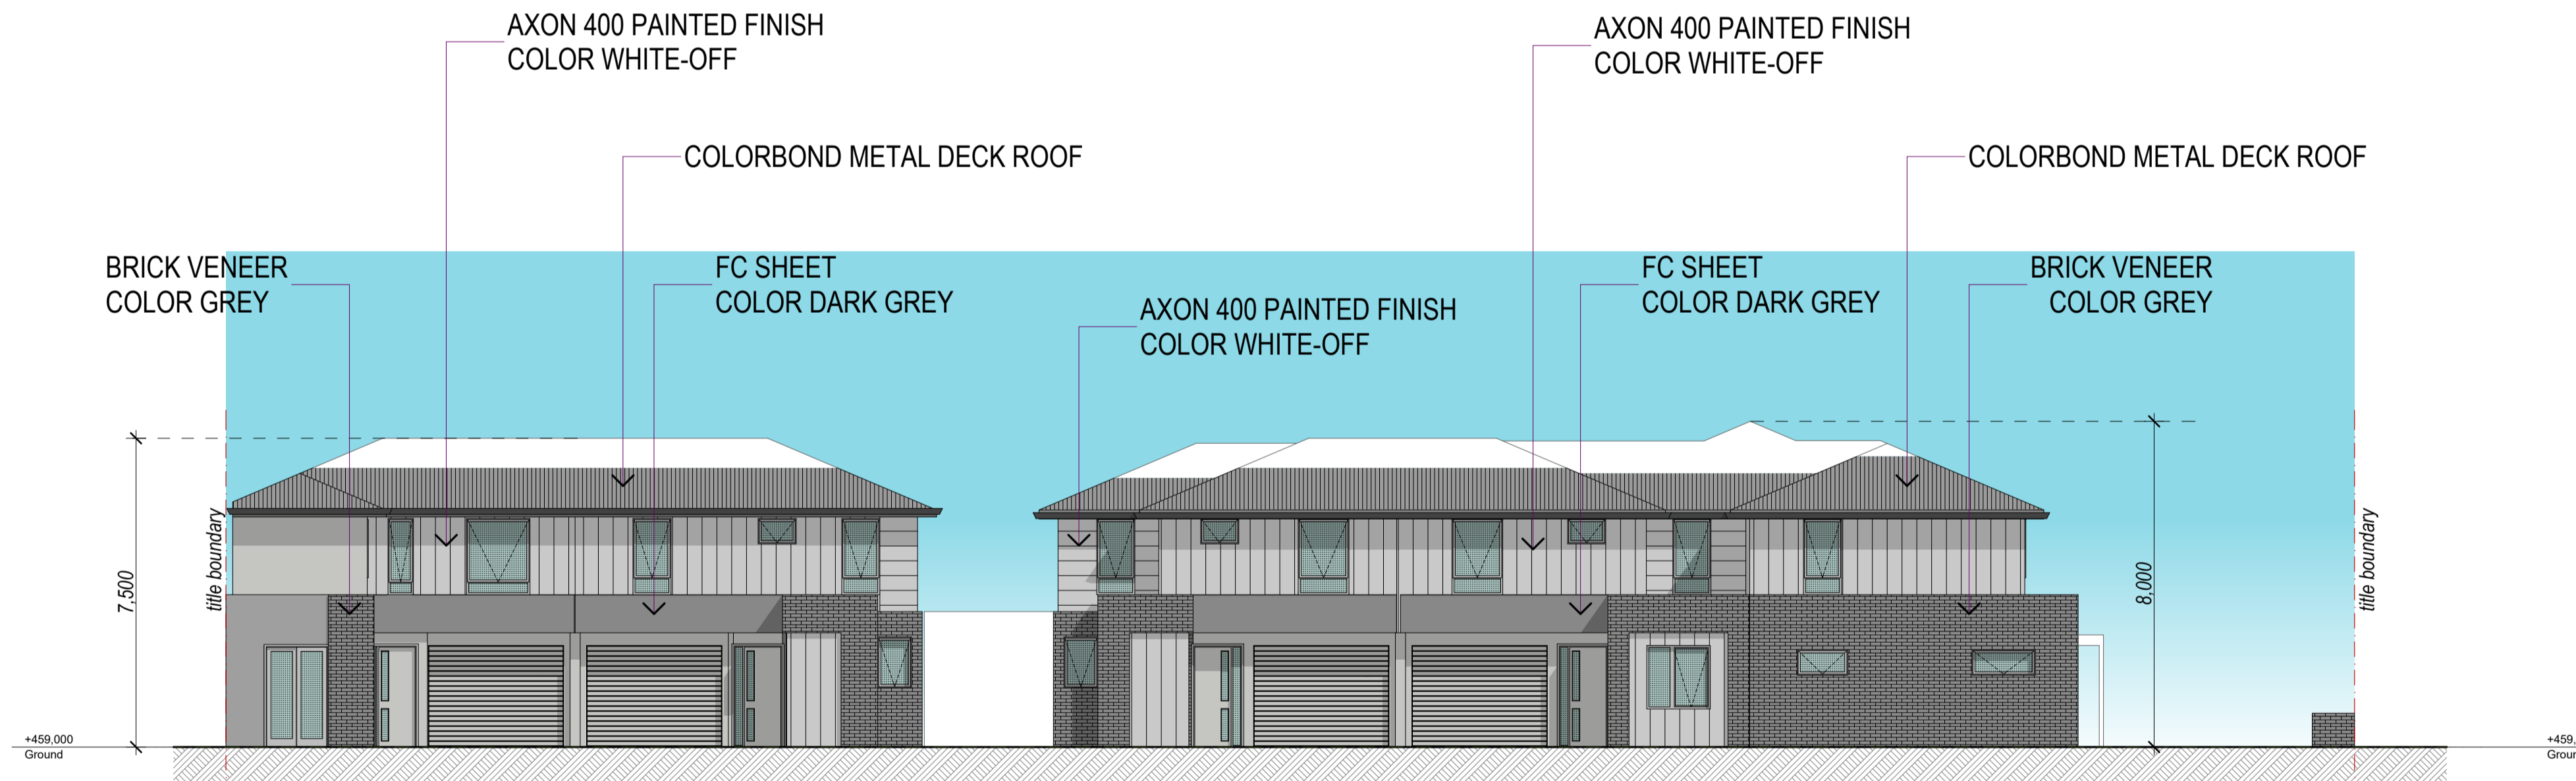 AXON 400 PAINTED FINISH
COLOR WHITE-OFF
AXON 400 PAINTED FINISH
COLOR WHITE-OFF
COLORBOND METAL DECK ROOF
COLORBOND METAL DECK ROOF
BRICK VENEER
COLOR GREY
FC SHEET
COLOR DARK GREY
AXON 400 PAINTED FINISH
COLOR WHITE-OFF
FC SHEET
COLOR DARK GREY
BRICK VENEER
COLOR GREY
7,500
title boundary
8,000
title boundary
+459,000
Ground
+459,
Groun